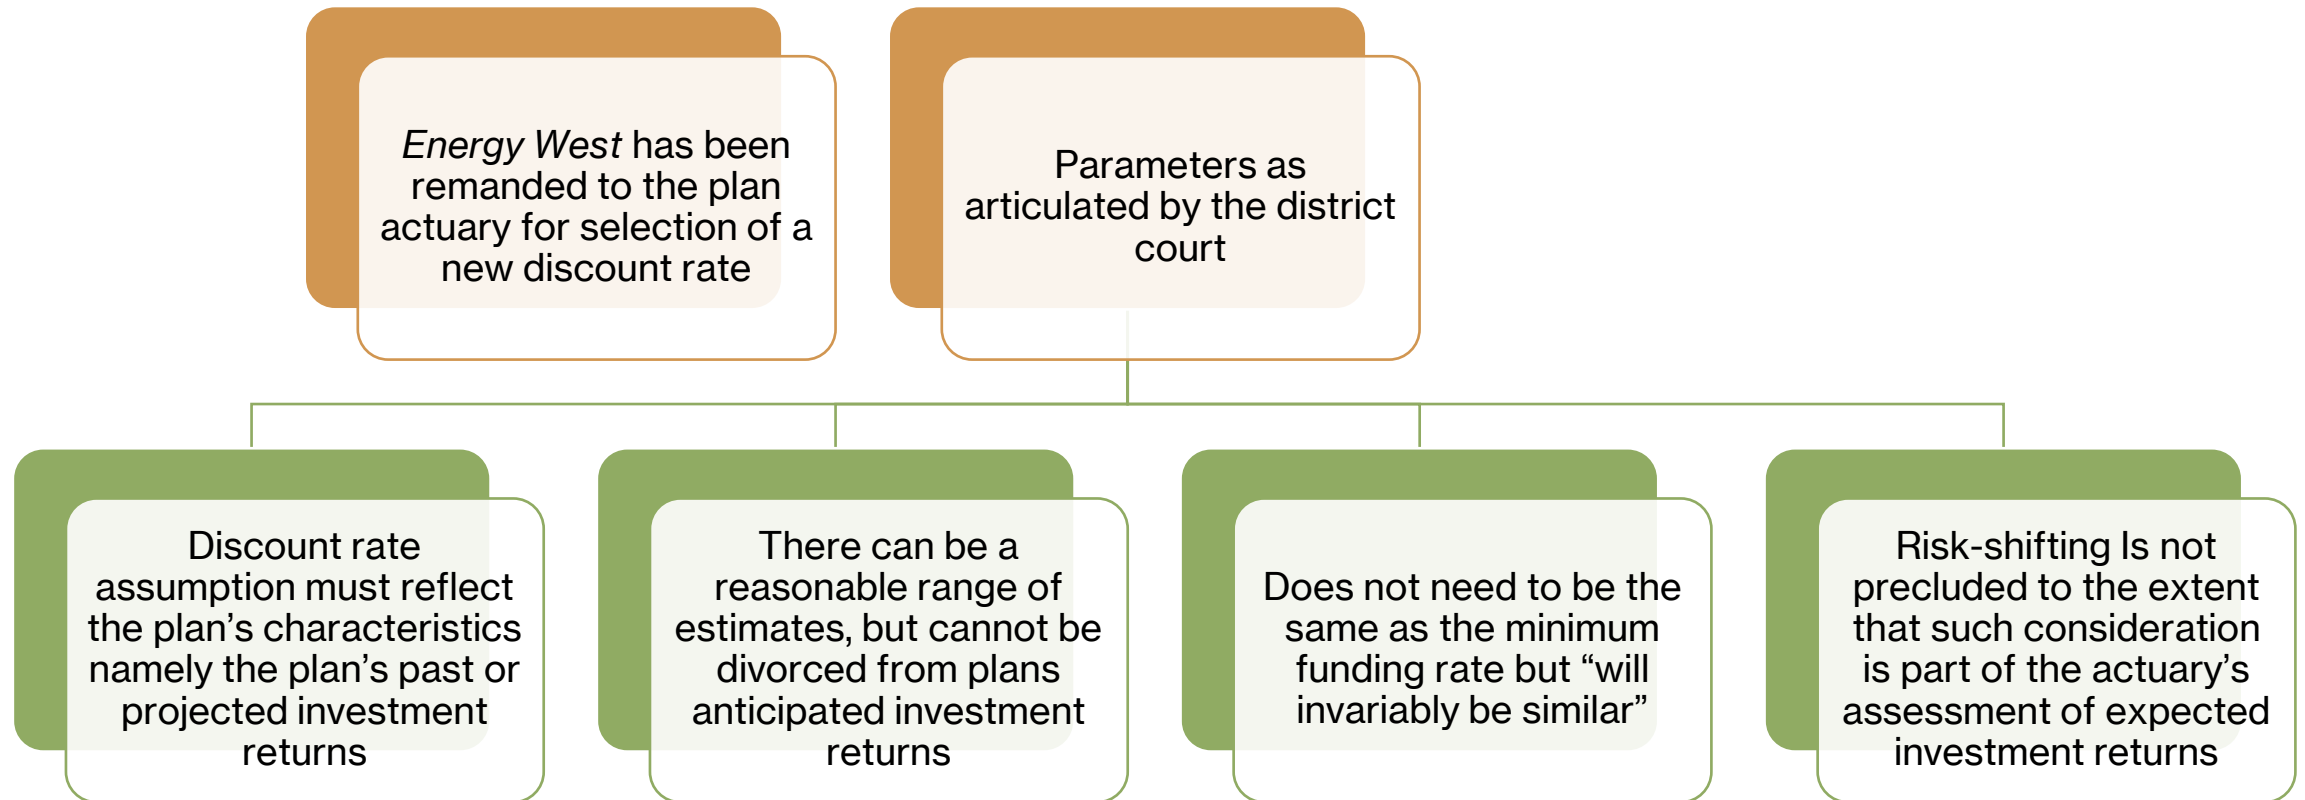 Energy West has been
remanded to the plan
actuary for selection of a
new discount rate
Parameters as
articulated by the district
court
Discount rate
assumption must reflect
the plan’s characteristics
namely the plan’s past or
projected investment
returns
There can be a
reasonable range of
estimates, but cannot be
divorced from plans
anticipated investment
returns
Does not need to be the
same as the minimum
funding rate but “will
invariably be similar”
Risk-shifting Is not
precluded to the extent
that such consideration
is part of the actuary’s
assessment of expected
investment returns